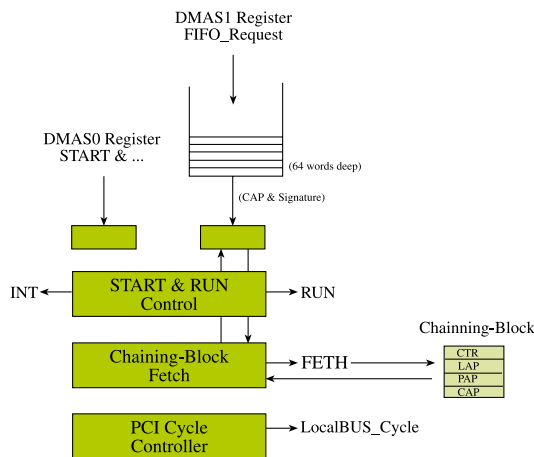 DMAS1 Register
FIFO_Request
DMAS0 Register
START & ...
(64 words deep)
(CAP & Signature)
INT
START & RUN
Control
RUN
Chainning-Block
Chaining-Block
Fetch
FETH
CTR
LAP
PAP
CAP
PCI Cycle
Controller
LocalBUS_Cycle